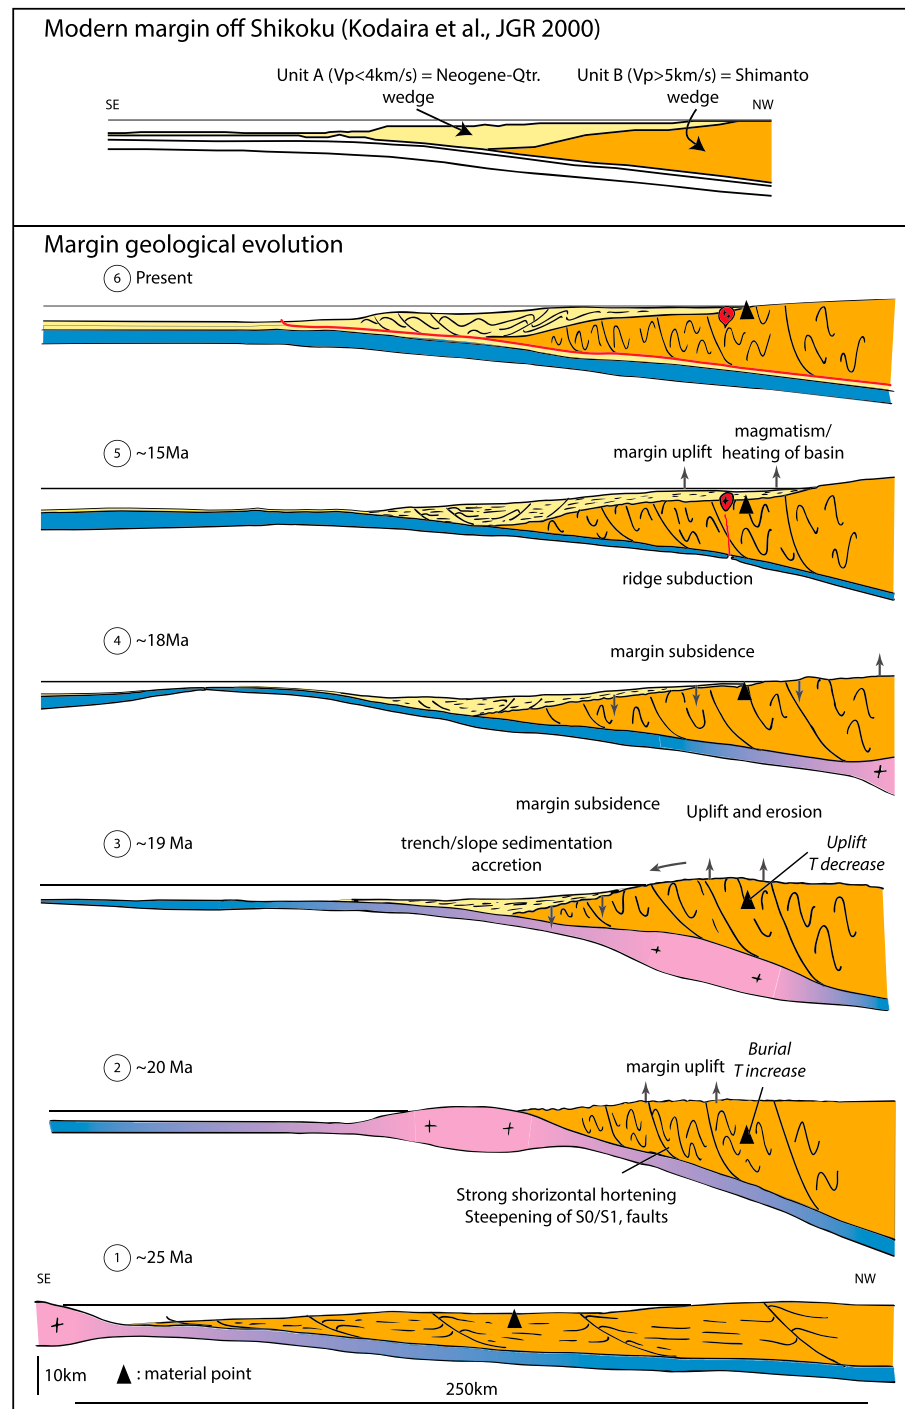 Modern margin off Shikoku (Kodaira et al., JGR 2000)
Unit A (Vp<4km/s) = Neogene-Qtr.
wedge
Unit B (Vp>5km/s) = Shimanto
wedge
SE
NW
Margin geological evolution
6 Present
5 ~15Ma
margin uplift
magmatism/
heating of basin
ridge subduction
4 ~18Ma
margin subsidence
margin subsidence
Uplift and erosion
3 ~19 Ma
trench/slope sedimentation
accretion
Uplift
T decrease
2 ~20 Ma
margin uplift
Burial
T increase
Strong shorizontal hortening
Steepening of S0/S1, faults
1 ~25 Ma
SE
NW
10km
: material point
250km